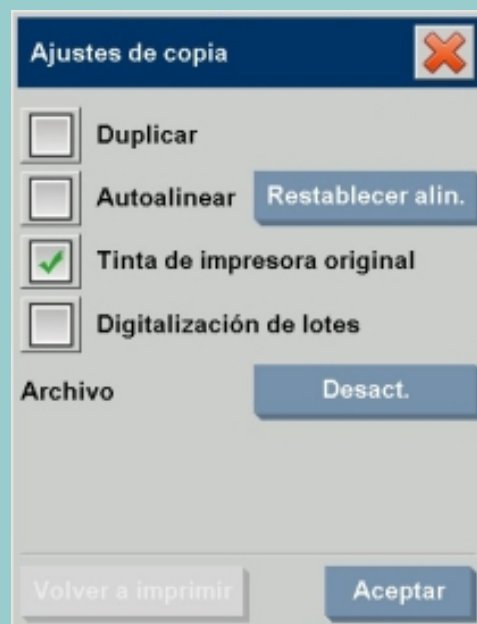 Ajustes de copia
Duplicar
Autoalinear Restablecer alin.
Tinta de impresora original
Digitalización de lotes
Archivo Desact.
Volver a imprimir Aceptar